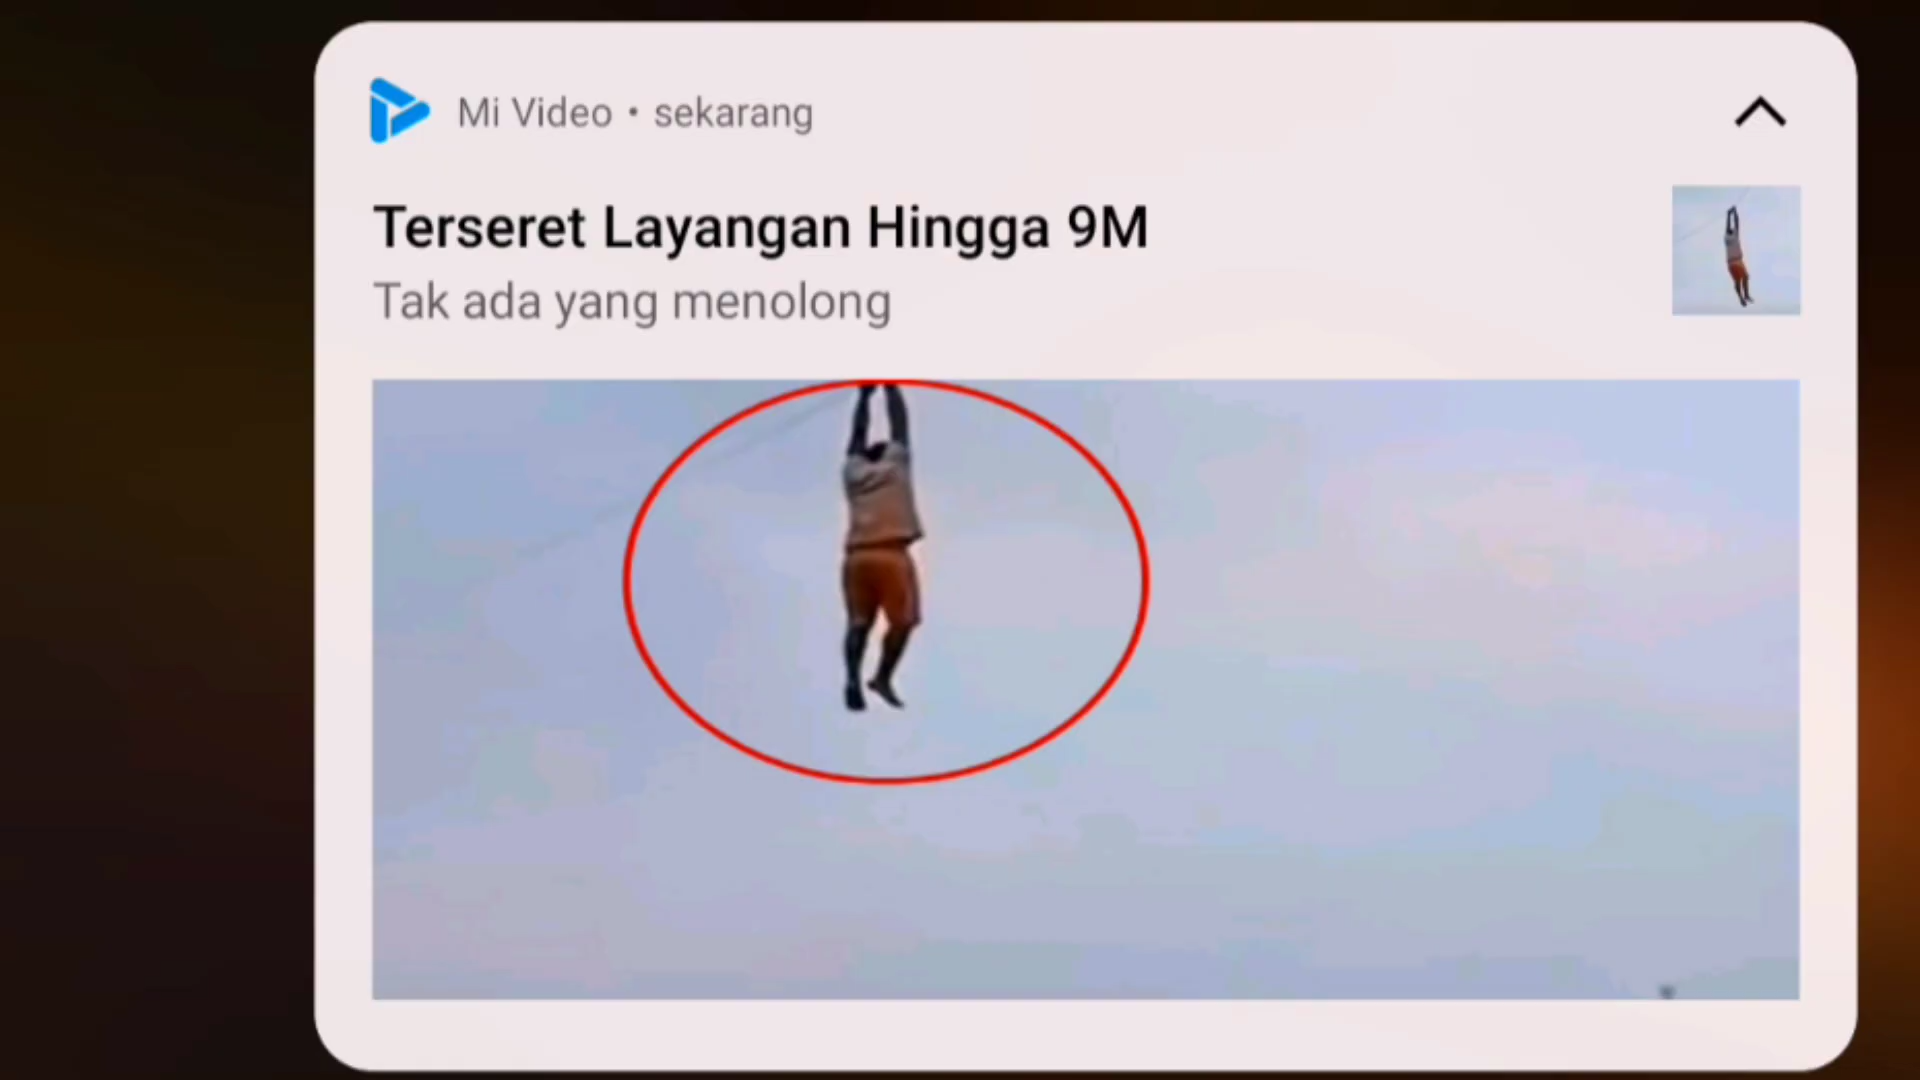 Mi Video • sekarang
Terseret Layangan Hingga 9M
Tak ada yang menolong